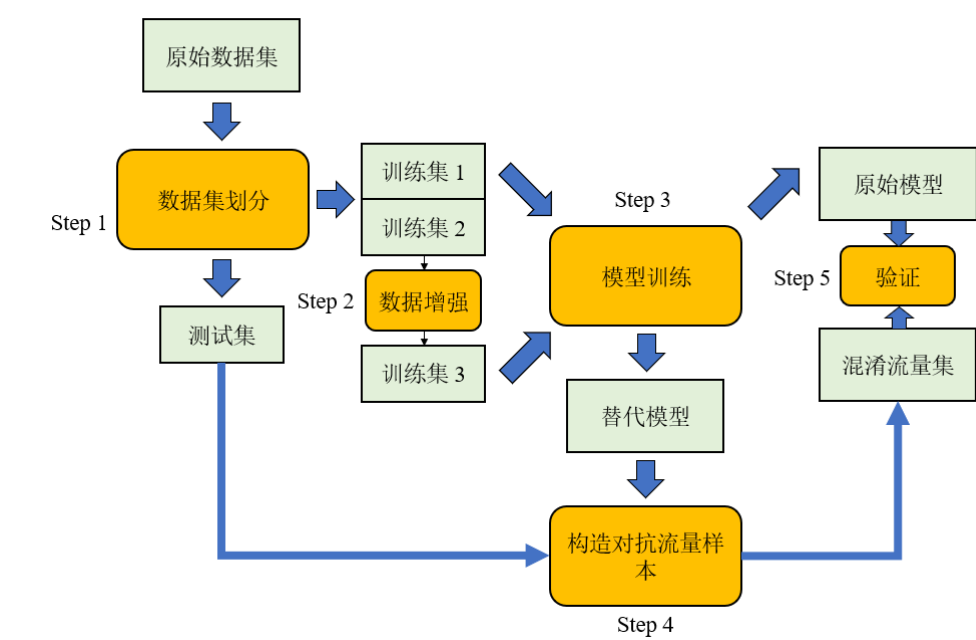 原始数据集
数据集划分
Step 1
测试集
训练集 1
训练集 2
Step 2
数据增强
训练集 3
Step 3
模型训练
替代模型
构造对抗流量样
本
Step 4
原始模型
Step 5
验证
混淆流量集